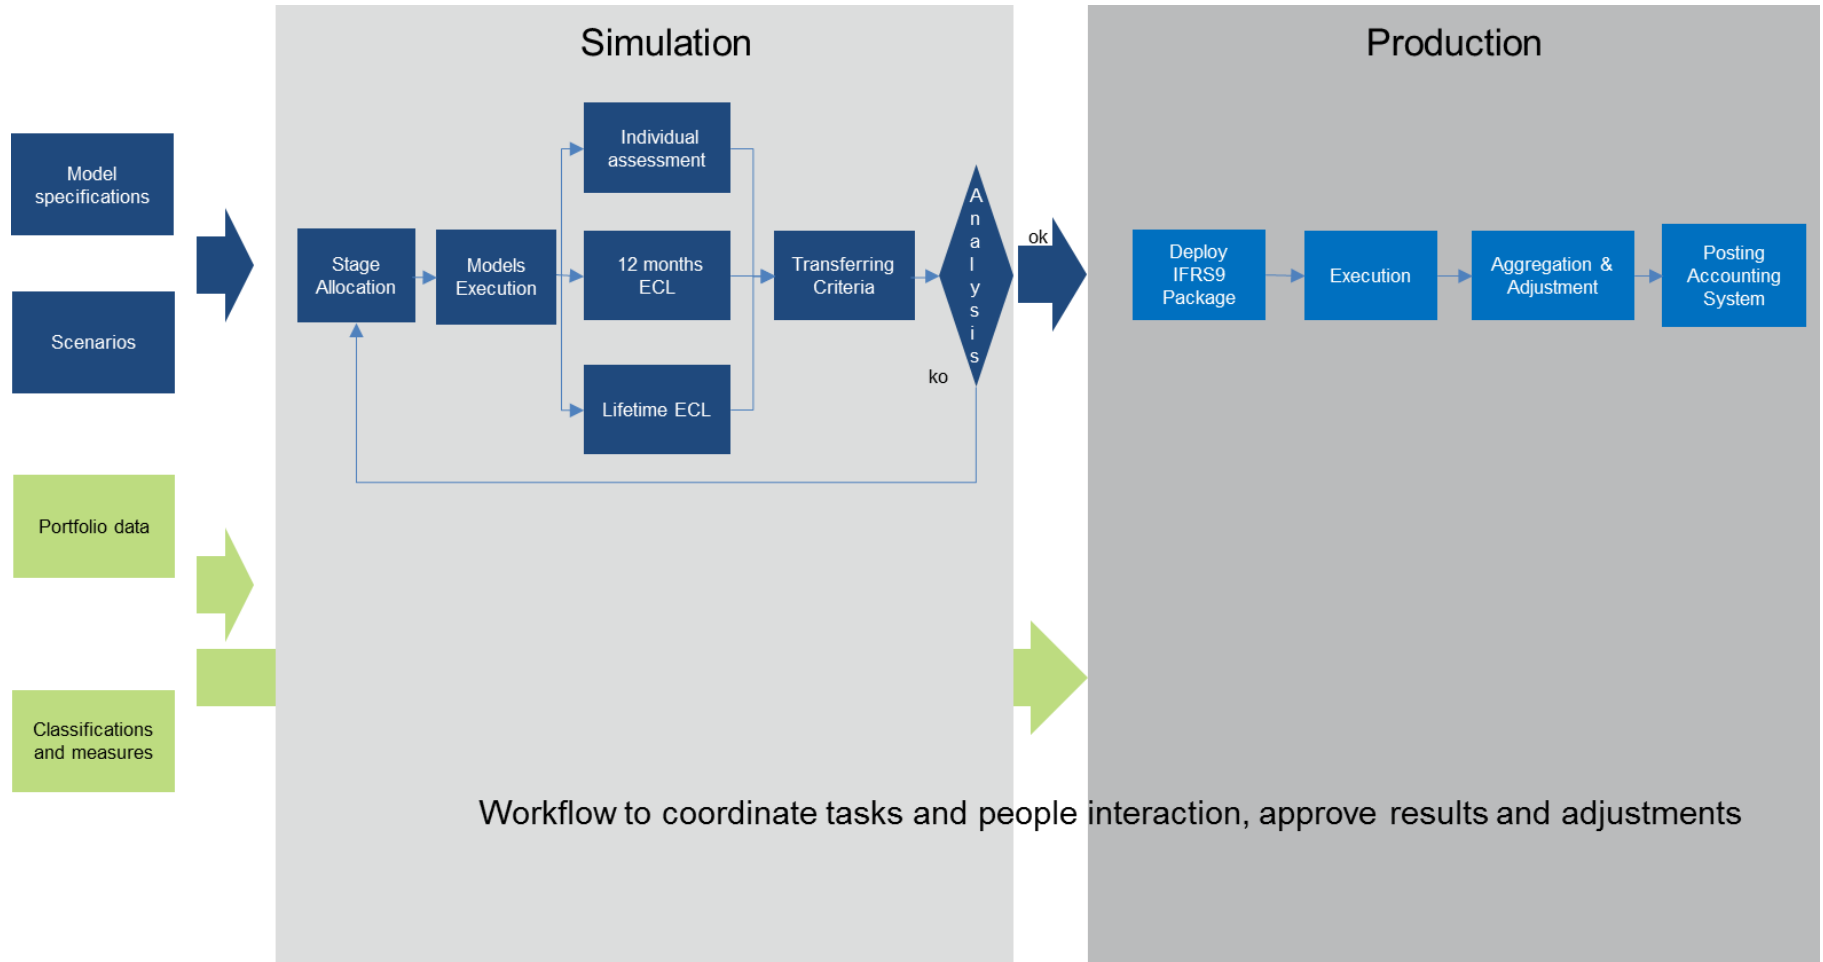 Simulation
Production
Model
specifications
Scenarios
Portfolio data
Classifications
and measures
Stage
Allocation
Models
Execution
Individual
assessment
12 months
ECL
Lifetime ECL
Transferring
Criteria
Analysis
ok
ko
Deploy
IFRS9
Package
Execution
Aggregation &
Adjustment
Posting
Accounting
System
Workflow to coordinate tasks and people interaction, approve results and adjustments